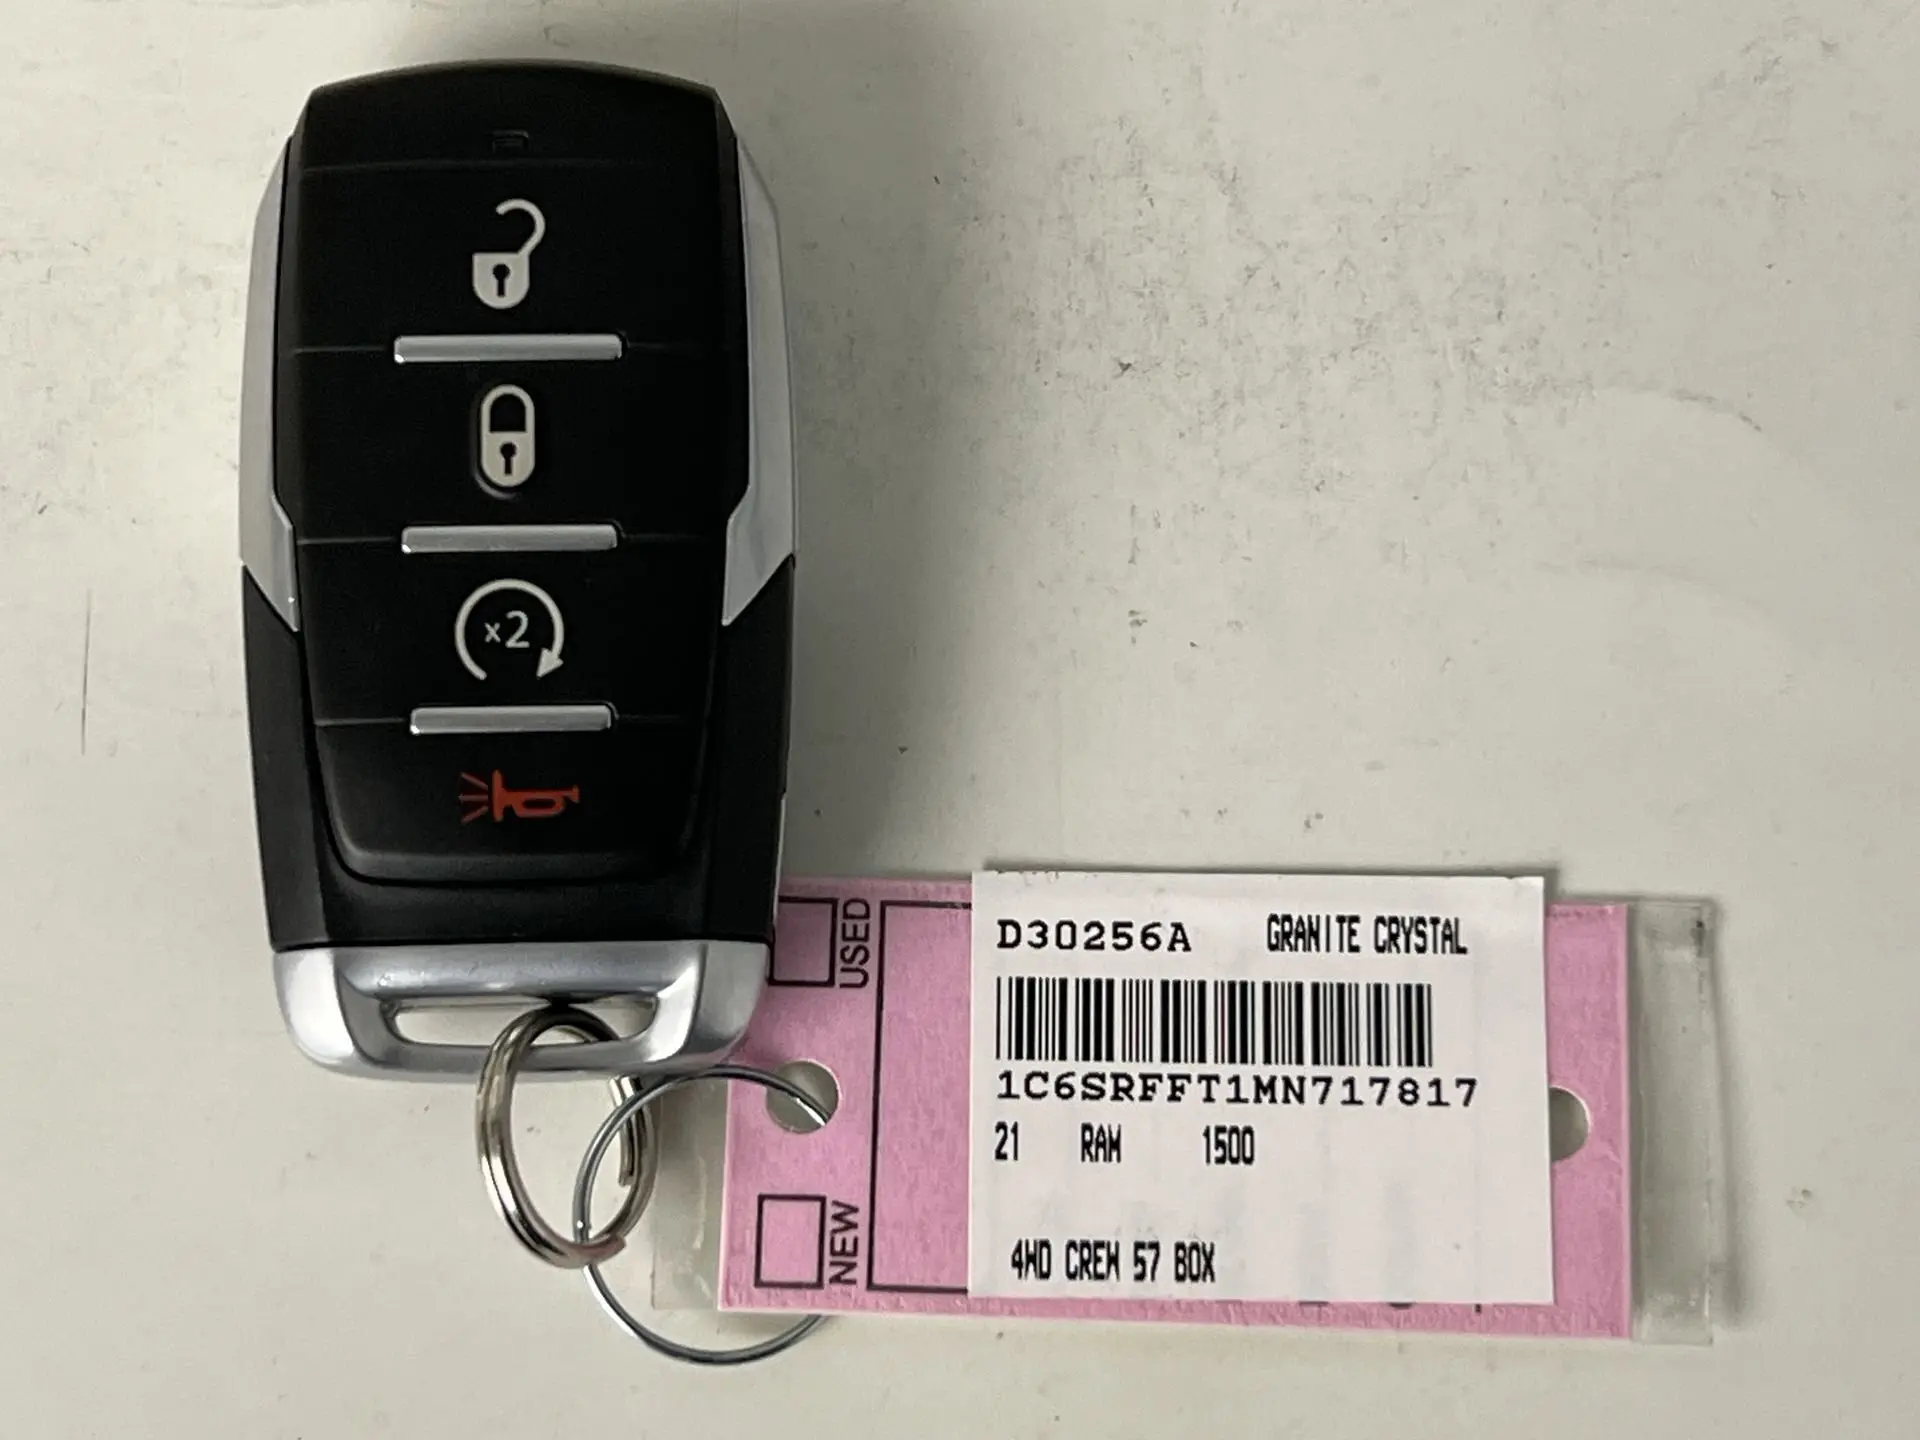 x2
USED
NEW
D30256A GRANITE CRYSTAL
1C6SRFFT1MN717817
21 RAM 1500
4WD CREW 57 BOX